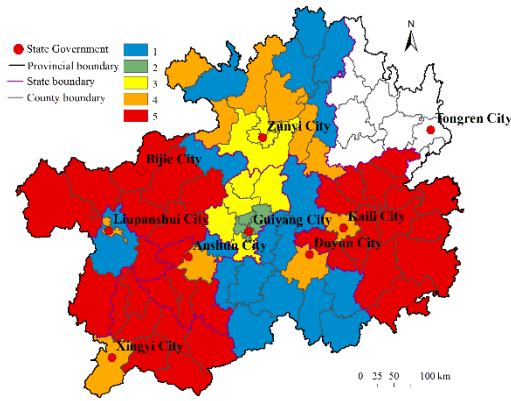 State Government
Provincial boundary
State boundary
County boundary
1
2
3
4
5
N
Zunyi City
Tongren City
Bijie City
Liupanshui City
Guiyang City
Kaili City
Anshun City
Duyun City
Xingyi City
0 25 50 100 km